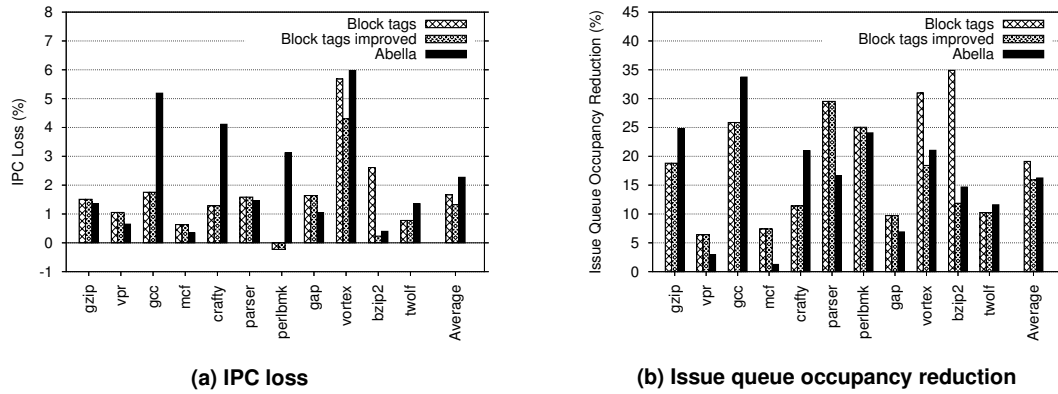 8
7
6
5
4
3
2
1
0
-1
IPC Loss (%)
Block tags
Block tags improved
Abella
gzip
vpr
gcc
mcf
crafty
parser
perlbmk
gap
vortex
bzip2
twolf
Average
(a) IPC loss
45
40
35
30
25
20
15
10
5
0
Issue Queue Occupancy Reduction (%)
Block tags
Block tags improved
Abella
gzip
vpr
gcc
mcf
crafty
parser
perlbmk
gap
vortex
bzip2
twolf
Average
(b) Issue queue occupancy reduction